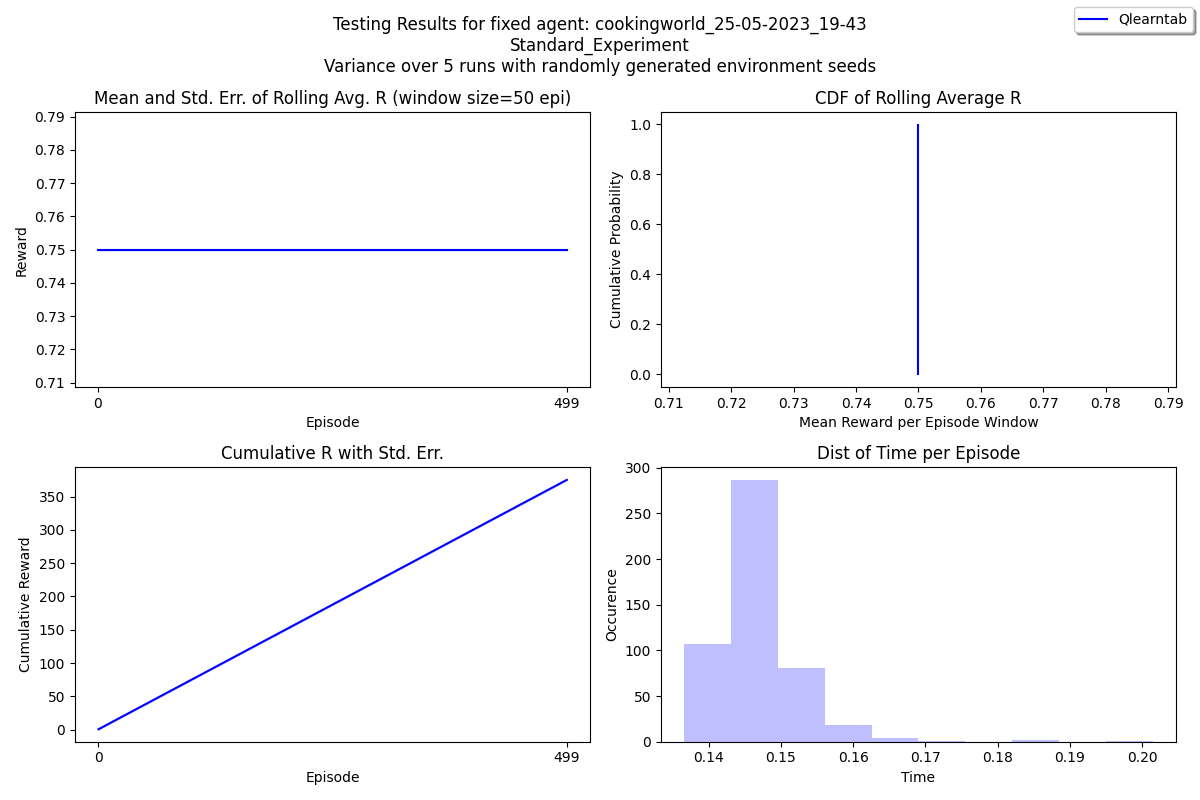 Testing Results for fixed agent: cookingworld_25-05-2023_19-43
Standard_Experiment
Variance over 5 runs with randomly generated environment seeds
Qlearntab
Mean and Std. Err. of Rolling Avg. R (window size=50 epi)
0.79
0.78
0.77
0.76
0.75
0.74
0.73
0.72
0.71
Reward
0 499
Episode
CDF of Rolling Average R
1.0
0.8
0.6
0.4
0.2
0.0
Cumulative Probability
0.71 0.72 0.73 0.74 0.75 0.76 0.77 0.78 0.79
Mean Reward per Episode Window
Cumulative R with Std. Err.
350
300
250
200
150
100
50
0
Cumulative Reward
0 499
Episode
Dist of Time per Episode
300
250
200
150
100
50
0
Occurence
0.14 0.15 0.16 0.17 0.18 0.19 0.20
Time